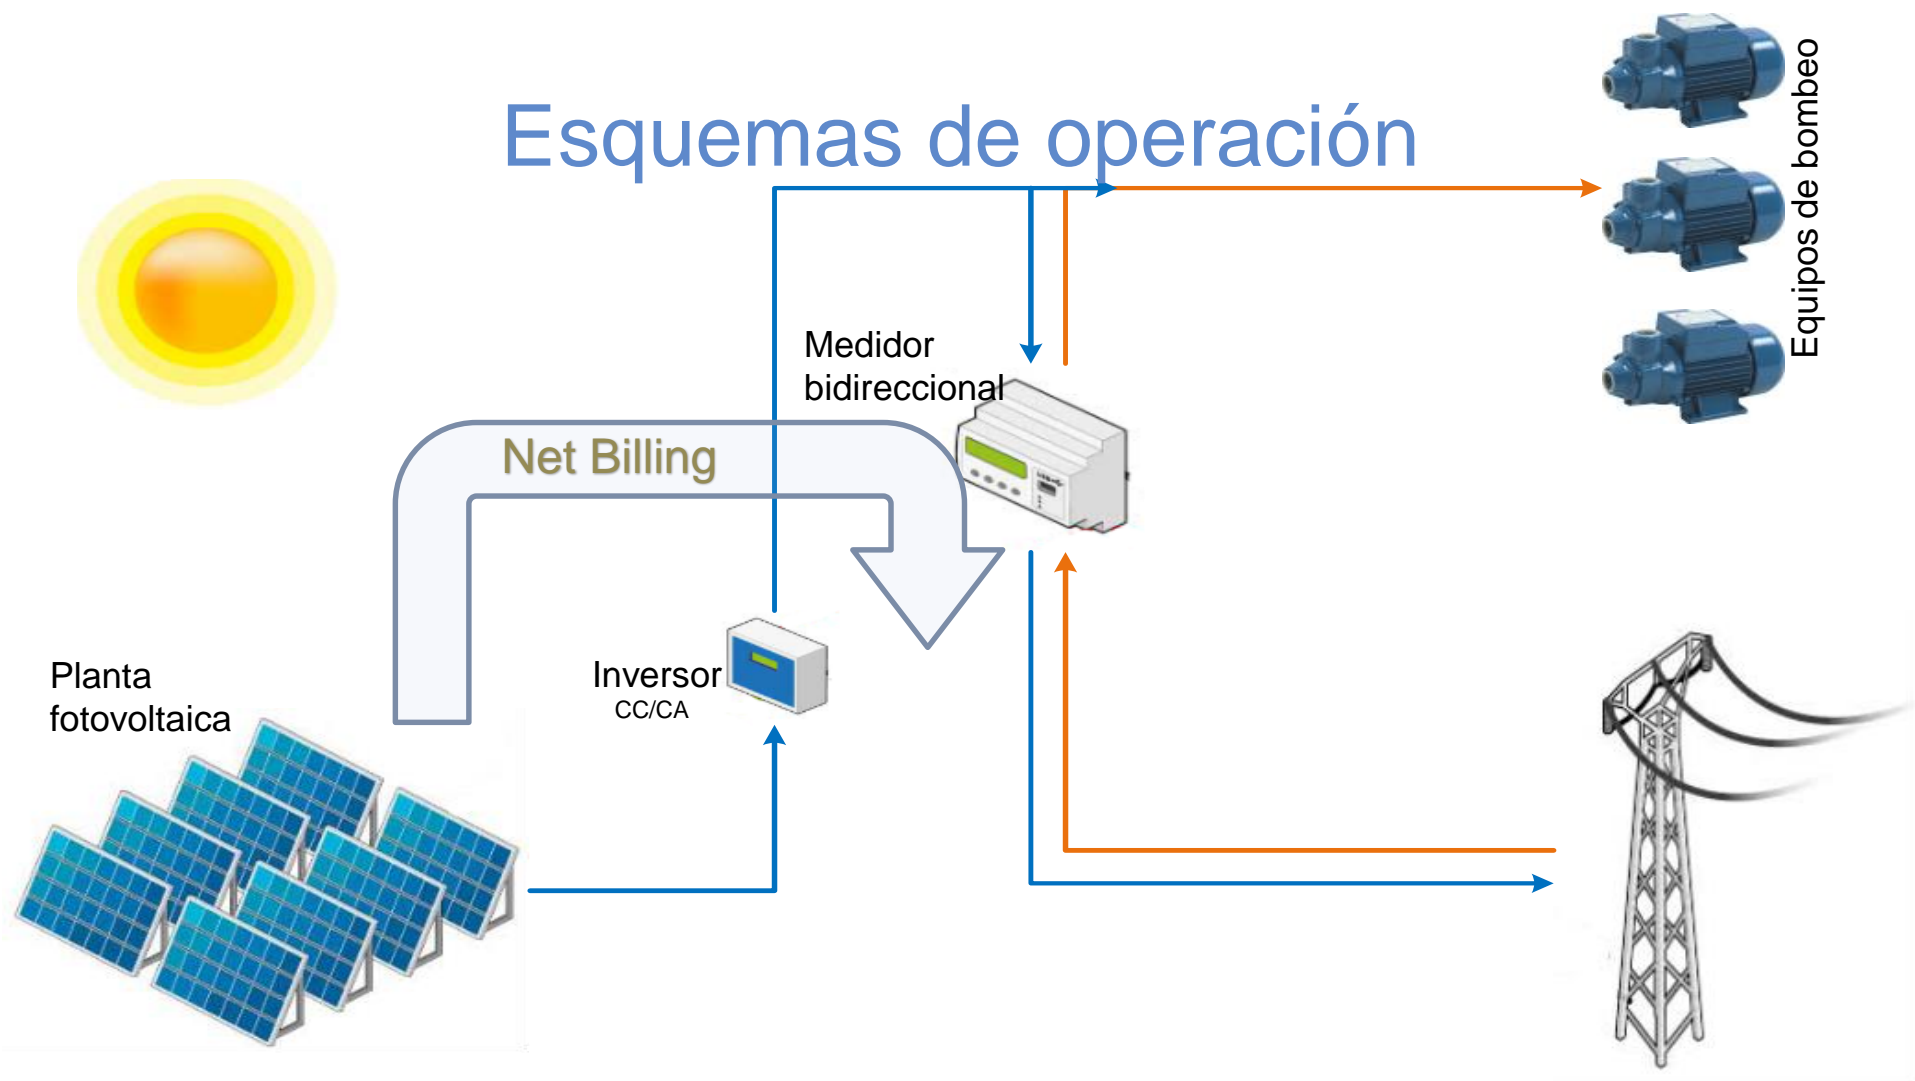 Esquemas de operación
Equipos de bombeo
Medidor
bidireccional
Net Billing
Inversor
CC/CA
Planta
fotovoltaica